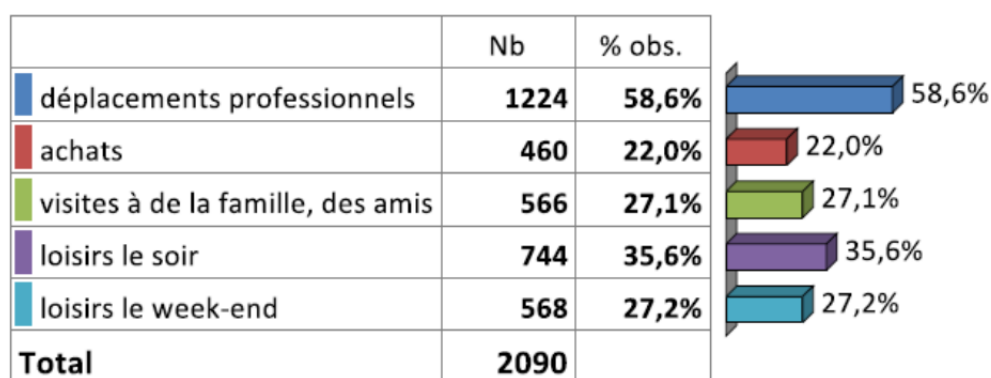 Nb % obs.
déplacements professionnels 1224 58,6% 58,6%
achats 460 22,0% 22,0%
visites à de la famille, des amis 566 27,1% 27,1%
loisirs le soir 744 35,6% 35,6%
loisirs le week-end 568 27,2% 27,2%
Total 2090